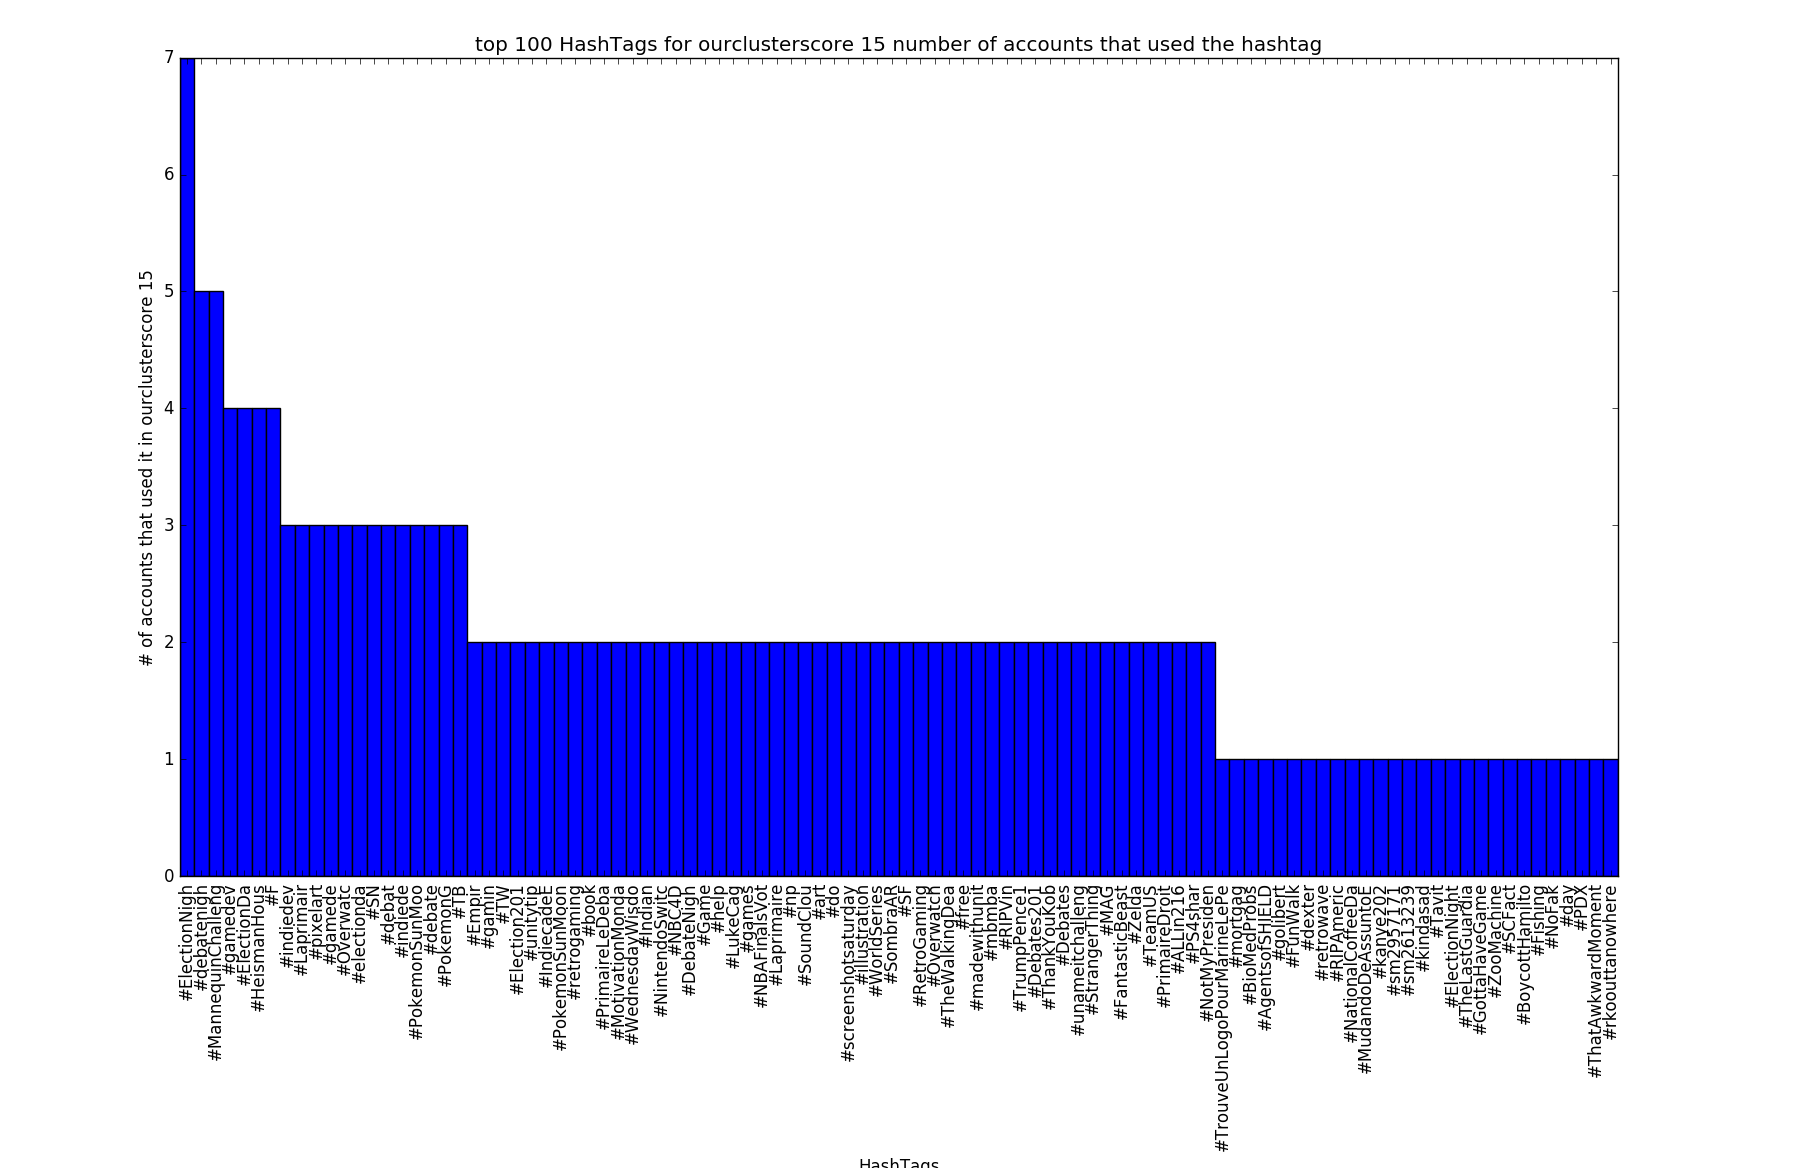 top 100 HashTags for ourclusterscore 15 number of accounts that used the hashtag
# of accounts that used it in ourclusterscore 15
7
6
5
4
3
2
1
0
#ElectionNigh
#debatenigh
#MannequinChalleng
#gamedev
#ElectionDa
#HeismanHous
#F
#indiedev
#Laprimair
#pixelart
#gamede
#Overwatc
#electionda
#SN
#debat
#indiede
#PokemonSunMoo
#debate
#PokemonG
#TB
#Empir
#gamin
#TW
#Election201
#unitytip
#IndiecadeE
#PokemonSunMoon
#retrogaming
#book
#PrimaireLeDeba
#MotivationMonda
#WednesdayWisdo
#Indian
#NintendoSwitc
#NBC4D
#DebateNigh
#Game
#help
#LukeCag
#games
#NBAFinalsVot
#Laprimaire
#np
#SoundClou
#art
#do
#screenshotsaturday
#illustration
#WorldSeries
#SombraAR
#SF
#RetroGaming
#Overwatch
#TheWalkingDea
#free
#madewithunit
#mbmba
#RIPVin
#TrumpPence1
#Debates201
#ThankYouKob
#Debates
#unameitchalleng
#StrangerThing
#MAG
#FantasticBeast
#Zelda
#TeamUS
#PrimaireDroit
#ALLin216
#PS4shar
#NotMyPresiden
#TrouveUnLogoPourMarineLePe
#mortgag
#BioMedProbs
#AgentsofSHIELD
#golibert
#FunWalk
#dexter
#retrowave
#RIPAmeric
#NationalCoffeeDa
#MudandoDeAssuntoE
#kanye202
#sm2957171
#sm2613239
#kindasad
#Tavit
#ElectionNight
#TheLastGuardia
#GottaHaveGame
#ZooMachine
#SCFact
#BoycottHamilto
#Fishing
#NoFak
#day
#PDX
#ThatAwkwardMoment
#rkoouttanowhere
HashTags